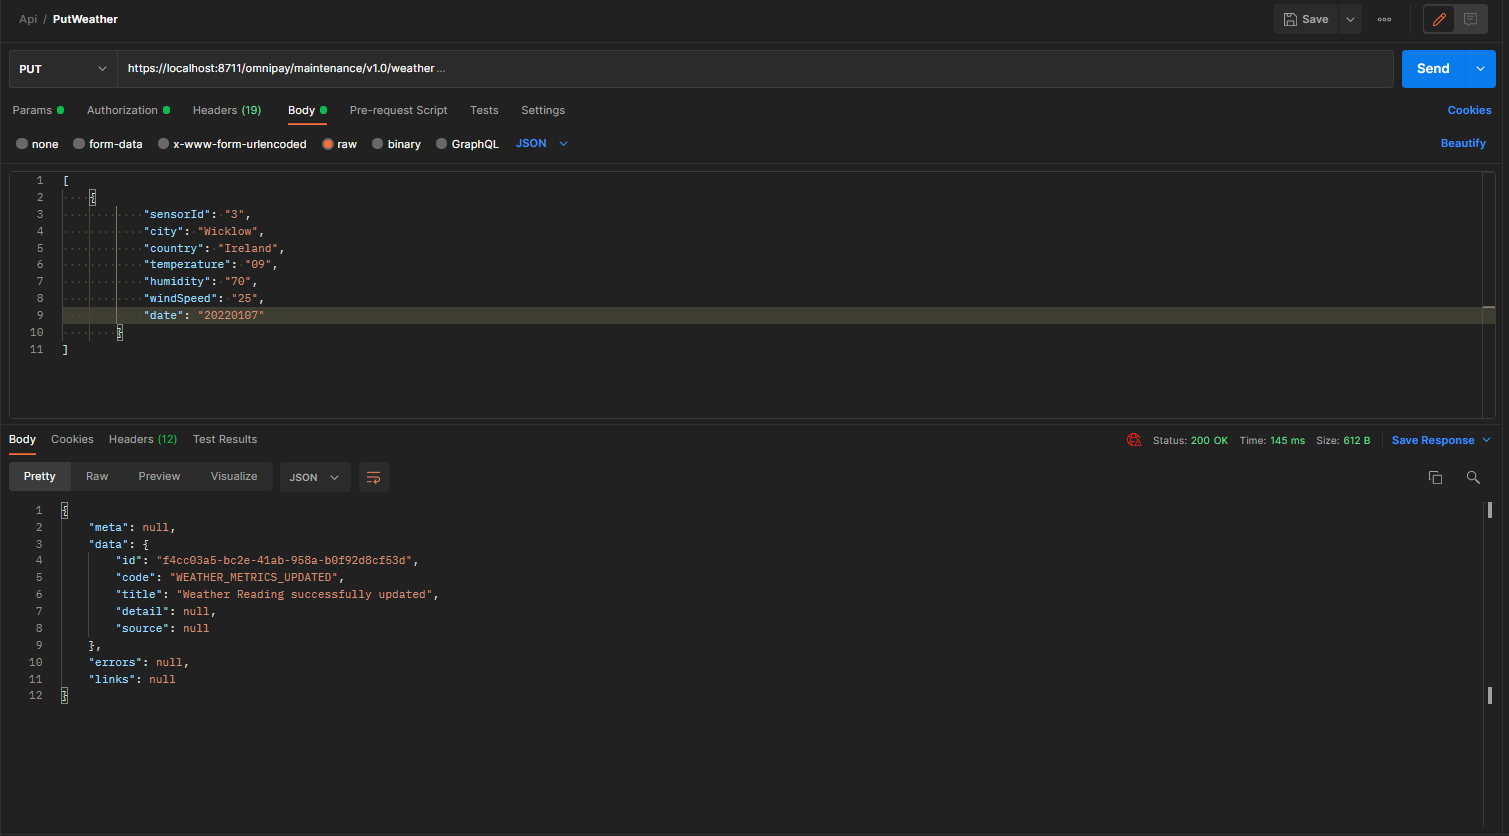 Api / PutWeather Save
PUT https://localhost:8711/omnipay/maintenance/v1.0/weather ... Send
Params Authorization Headers (19) Body Pre-request Script Tests Settings Cookies
none form-data x-www-form-urlencoded raw binary GraphQL JSON Beautify
1 [
2 {
3 "sensorId": "3",
4 "city": "Wicklow",
5 "country": "Ireland",
6 "temperature": "09",
7 "humidity": "70",
8 "windSpeed": "25",
9 "date": "20220107"
10 }
11 ]
Body Cookies Headers (12) Test Results Status: 200 OK Time: 145 ms Size: 612 B Save Response
Pretty Raw Preview Visualize JSON
1 {
2 "meta": null,
3 "data": {
4 "id": "f4cc03a5-bc2e-41ab-958a-b0f92d8cf53d",
5 "code": "WEATHER_METRICS_UPDATED",
6 "title": "Weather Reading successfully updated",
7 "detail": null,
8 "source": null
9 },
10 "errors": null,
11 "links": null
12 }